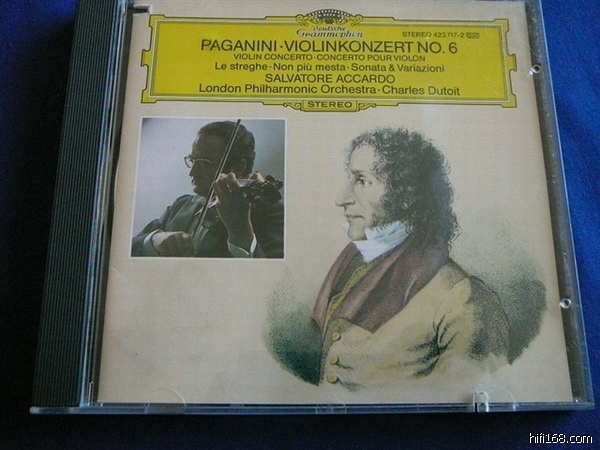 Deutsche
Grammophon
STEREO 423 717-2
PAGANINI · VIOLINKONZERT NO. 6
VIOLIN CONCERTO · CONCERTO POUR VIOLON
Le streghe · Non più mesta · Sonata & Variazioni
SALVATORE ACCARDO
London Philharmonic Orchestra · Charles Dutoit
STEREO
hifi168.com